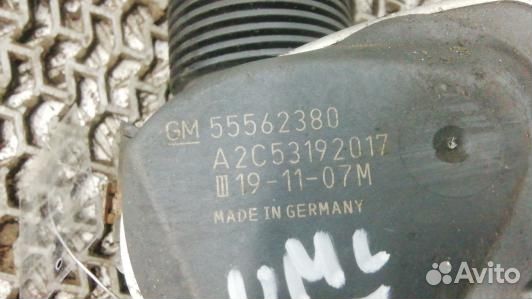 GM 55562380
A2C53192017
III 19-11-07M
MADE IN GERMANY
Avito